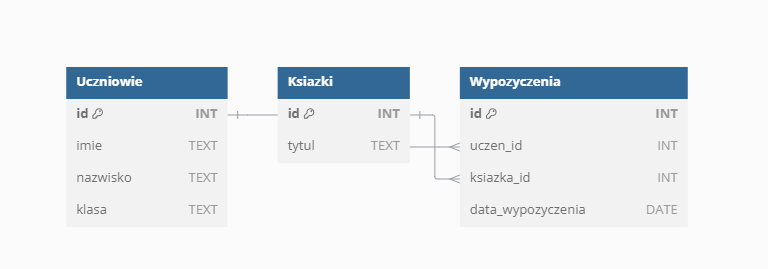 Uczniowie
id INT
imie TEXT
nazwisko TEXT
klasa TEXT
Ksiazki
id INT
tytul TEXT
Wypozyczenia
id INT
uczen_id INT
ksiazka_id INT
data_wypozyczenia DATE